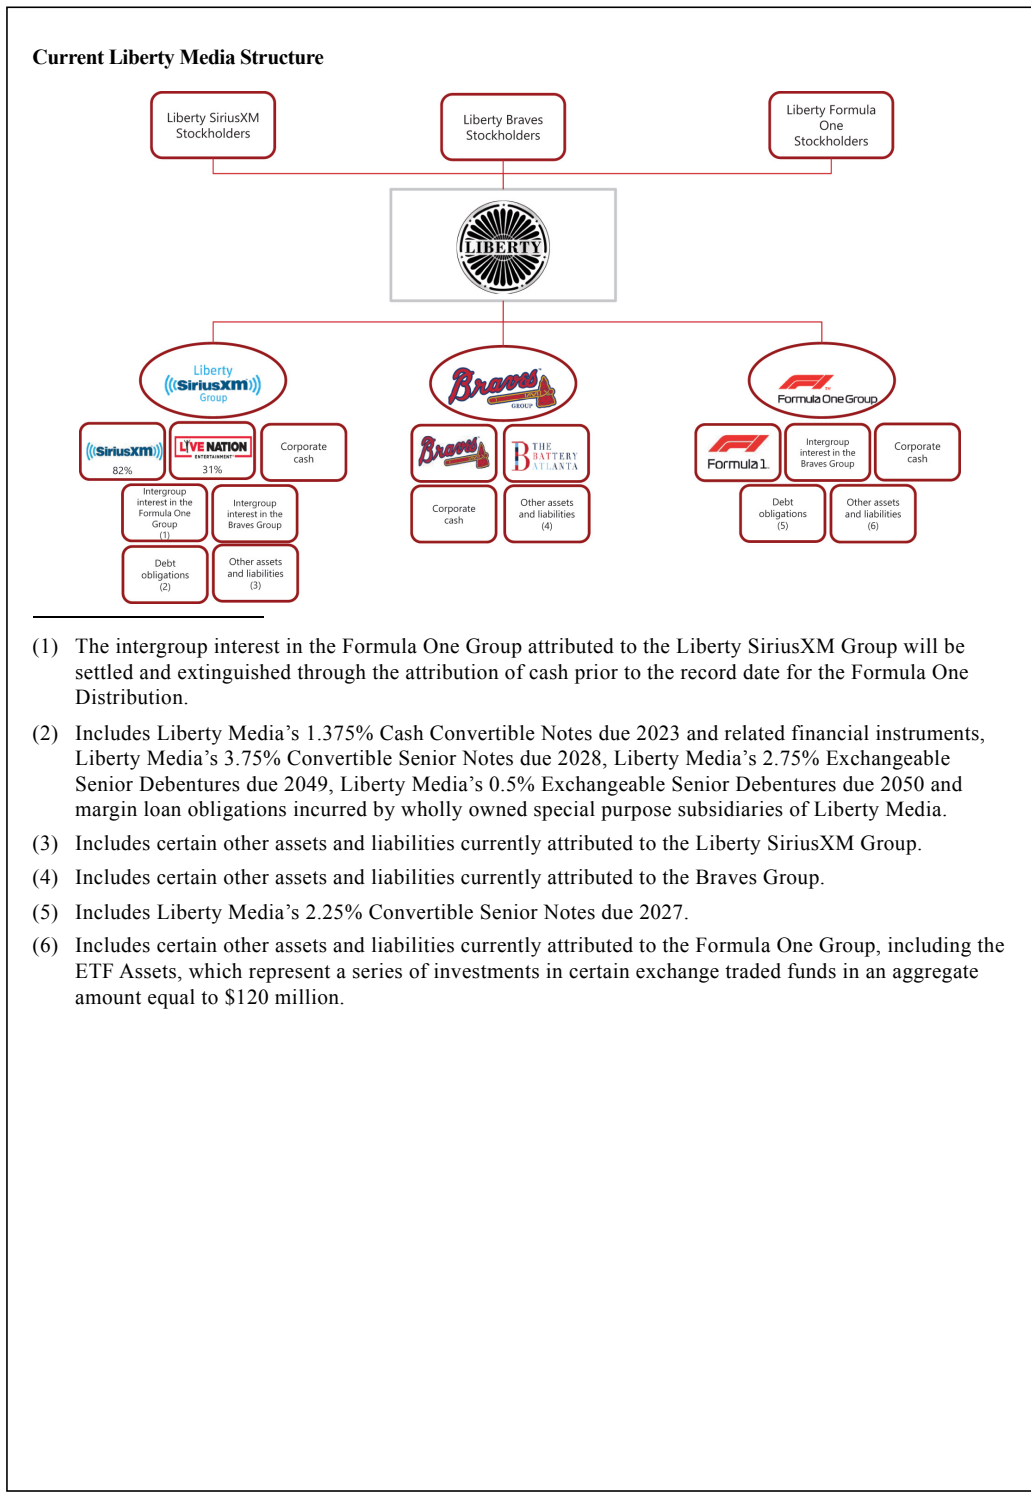 Current Liberty Media Structure
Liberty SiriusXM
Stockholders
Liberty Braves
Stockholders
Liberty Formula
One
Stockholders
LIBERTY
Liberty
SiriusXM
Group
Braves
GROUP
F1
TM
Formula One Group
SiriusXM
82%
LIVE NATION
ENTERTAINMENT
31%
Corporate
cash
Intergroup
interest in the
Formula One
Group
(1)
Intergroup
interest in the
Braves Group
Debt
obligations
(2)
Other assets
and liabilities
(3)
Braves
B THE
BATTERY
ATLANTA
Corporate
cash
Other assets
and liabilities
(4)
F1
Formula 1
Intergroup
interest in the
Braves Group
Corporate
cash
Debt
obligations
(5)
Other assets
and liabilities
(6)
(1) The intergroup interest in the Formula One Group attributed to the Liberty SiriusXM Group will be
settled and extinguished through the attribution of cash prior to the record date for the Formula One
Distribution.
(2) Includes Liberty Media’s 1.375% Cash Convertible Notes due 2023 and related financial instruments,
Liberty Media’s 3.75% Convertible Senior Notes due 2028, Liberty Media’s 2.75% Exchangeable
Senior Debentures due 2049, Liberty Media’s 0.5% Exchangeable Senior Debentures due 2050 and
margin loan obligations incurred by wholly owned special purpose subsidiaries of Liberty Media.
(3) Includes certain other assets and liabilities currently attributed to the Liberty SiriusXM Group.
(4) Includes certain other assets and liabilities currently attributed to the Braves Group.
(5) Includes Liberty Media’s 2.25% Convertible Senior Notes due 2027.
(6) Includes certain other assets and liabilities currently attributed to the Formula One Group, including the
ETF Assets, which represent a series of investments in certain exchange traded funds in an aggregate
amount equal to $120 million.